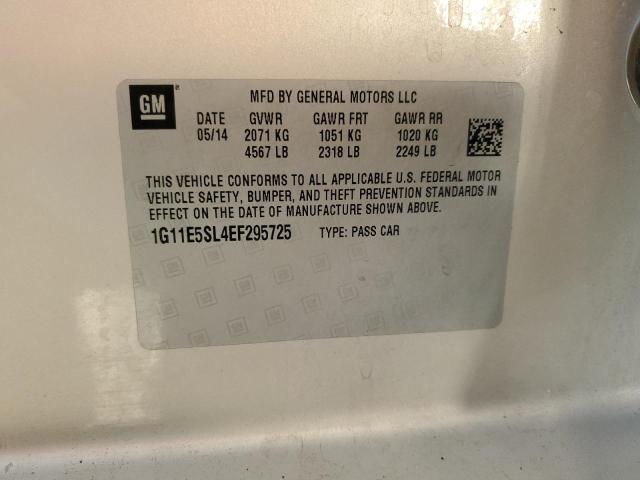 GM
MFD BY GENERAL MOTORS LLC
DATE GVWR GAWR FRT GAWR RR
05/14 2071 KG 1051 KG 1020 KG
4567 LB 2318 LB 2249 LB
THIS VEHICLE CONFORMS TO ALL APPLICABLE U.S. FEDERAL MOTOR
VEHICLE SAFETY, BUMPER, AND THEFT PREVENTION STANDARDS IN
EFFECT ON THE DATE OF MANUFACTURE SHOWN ABOVE.
1G11E5SL4EF295725 TYPE: PASS CAR